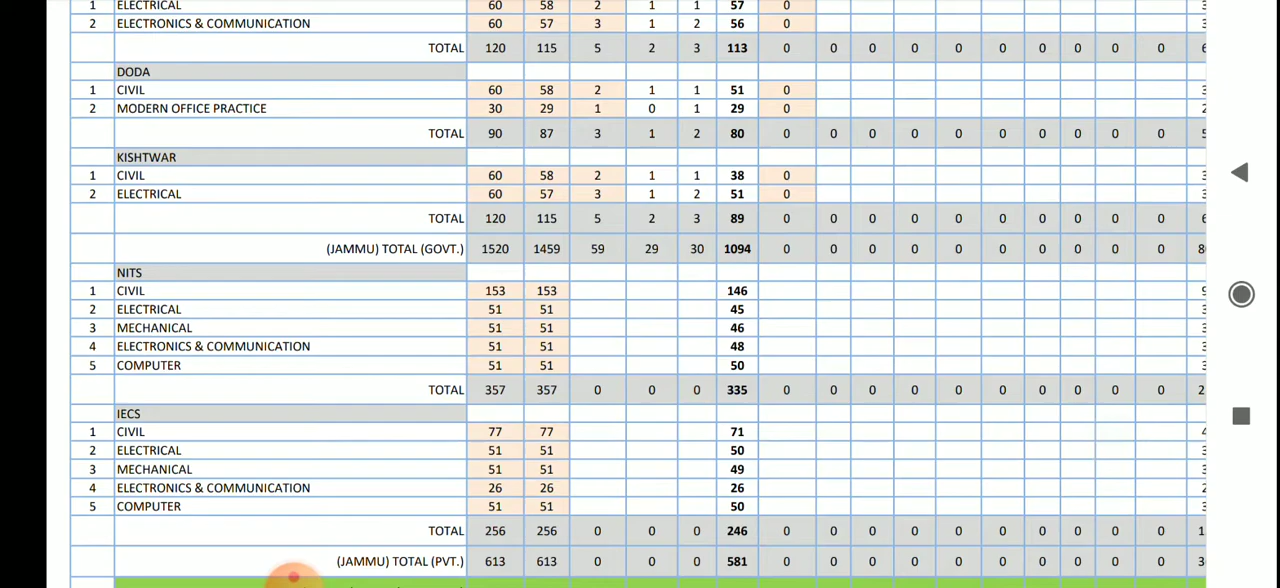 1 ELECTRICAL 60 58 2 1 1 57 0
2 ELECTRONICS & COMMUNICATION 60 57 3 1 2 56 0
TOTAL 120 115 5 2 3 113 0 0 0 0 0 0 0 0 0 0 6
DODA
1 CIVIL 60 58 2 1 1 51 0
2 MODERN OFFICE PRACTICE 30 29 1 0 1 29 0
TOTAL 90 87 3 1 2 80 0 0 0 0 0 0 0 0 0 0
KISHTWAR
1 CIVIL 60 58 2 1 1 38 0
2 ELECTRICAL 60 57 3 1 2 51 0
TOTAL 120 115 5 2 3 89 0 0 0 0 0 0 0 0 0 0 6
(JAMMU) TOTAL (GOVT.) 1520 1459 59 29 30 1094 0 0 0 0 0 0 0 0 0 0 8
NITS
1 CIVIL 153 153 146
2 ELECTRICAL 51 51 45
3 MECHANICAL 51 51 46
4 ELECTRONICS & COMMUNICATION 51 51 48
5 COMPUTER 51 51 50
TOTAL 357 357 0 0 0 335 0 0 0 0 0 0 0 0 0 0 2
IECS
1 CIVIL 77 77 71
2 ELECTRICAL 51 51 50
3 MECHANICAL 51 51 49
4 ELECTRONICS & COMMUNICATION 26 26 26
5 COMPUTER 51 51 50
TOTAL 256 256 0 0 0 246 0 0 0 0 0 0 0 0 0 0 1
(JAMMU) TOTAL (PVT.) 613 613 0 0 0 581 0 0 0 0 0 0 0 0 0 0 3